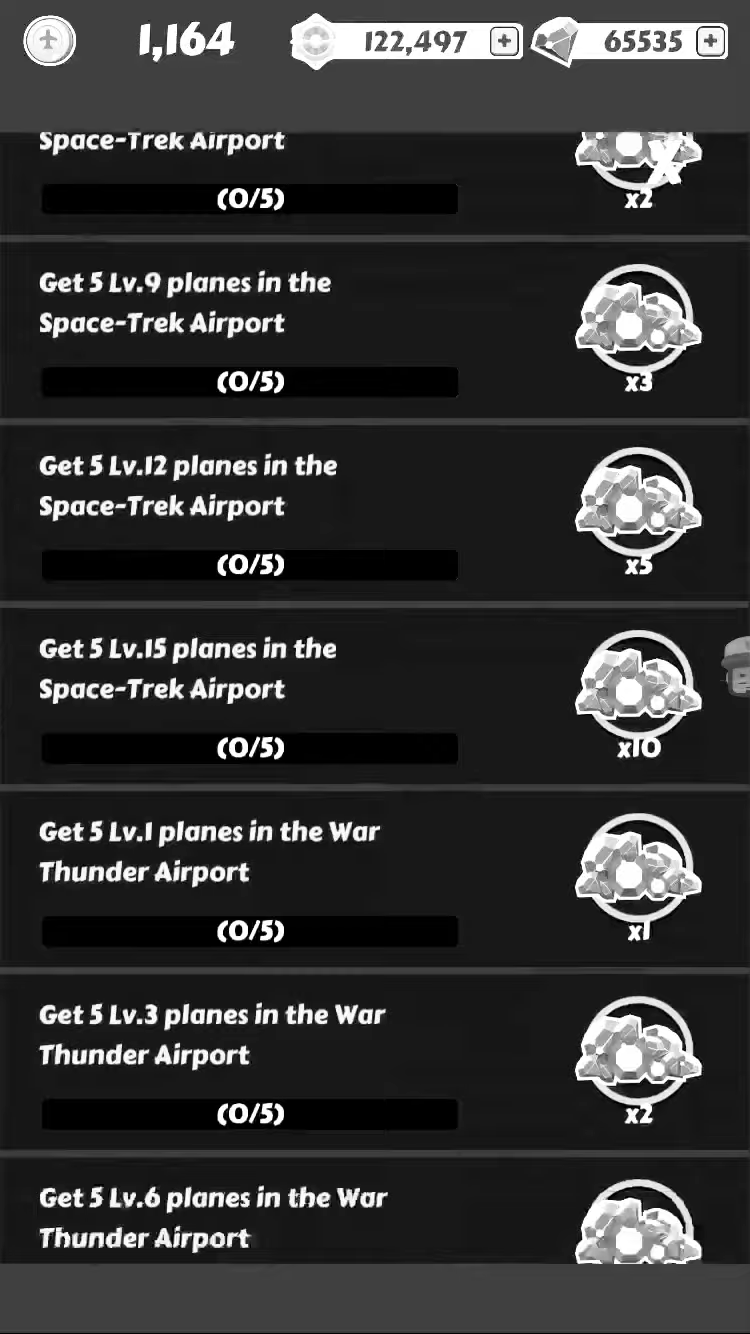 1,164
122,497
65535
Space-Trek Airport
(0/5)
x2
Get 5 Lv.9 planes in the
Space-Trek Airport
(0/5)
x3
Get 5 Lv.12 planes in the
Space-Trek Airport
(0/5)
x5
Get 5 Lv.15 planes in the
Space-Trek Airport
(0/5)
x10
Get 5 Lv.1 planes in the War
Thunder Airport
(0/5)
x1
Get 5 Lv.3 planes in the War
Thunder Airport
(0/5)
x2
Get 5 Lv.6 planes in the War
Thunder Airport